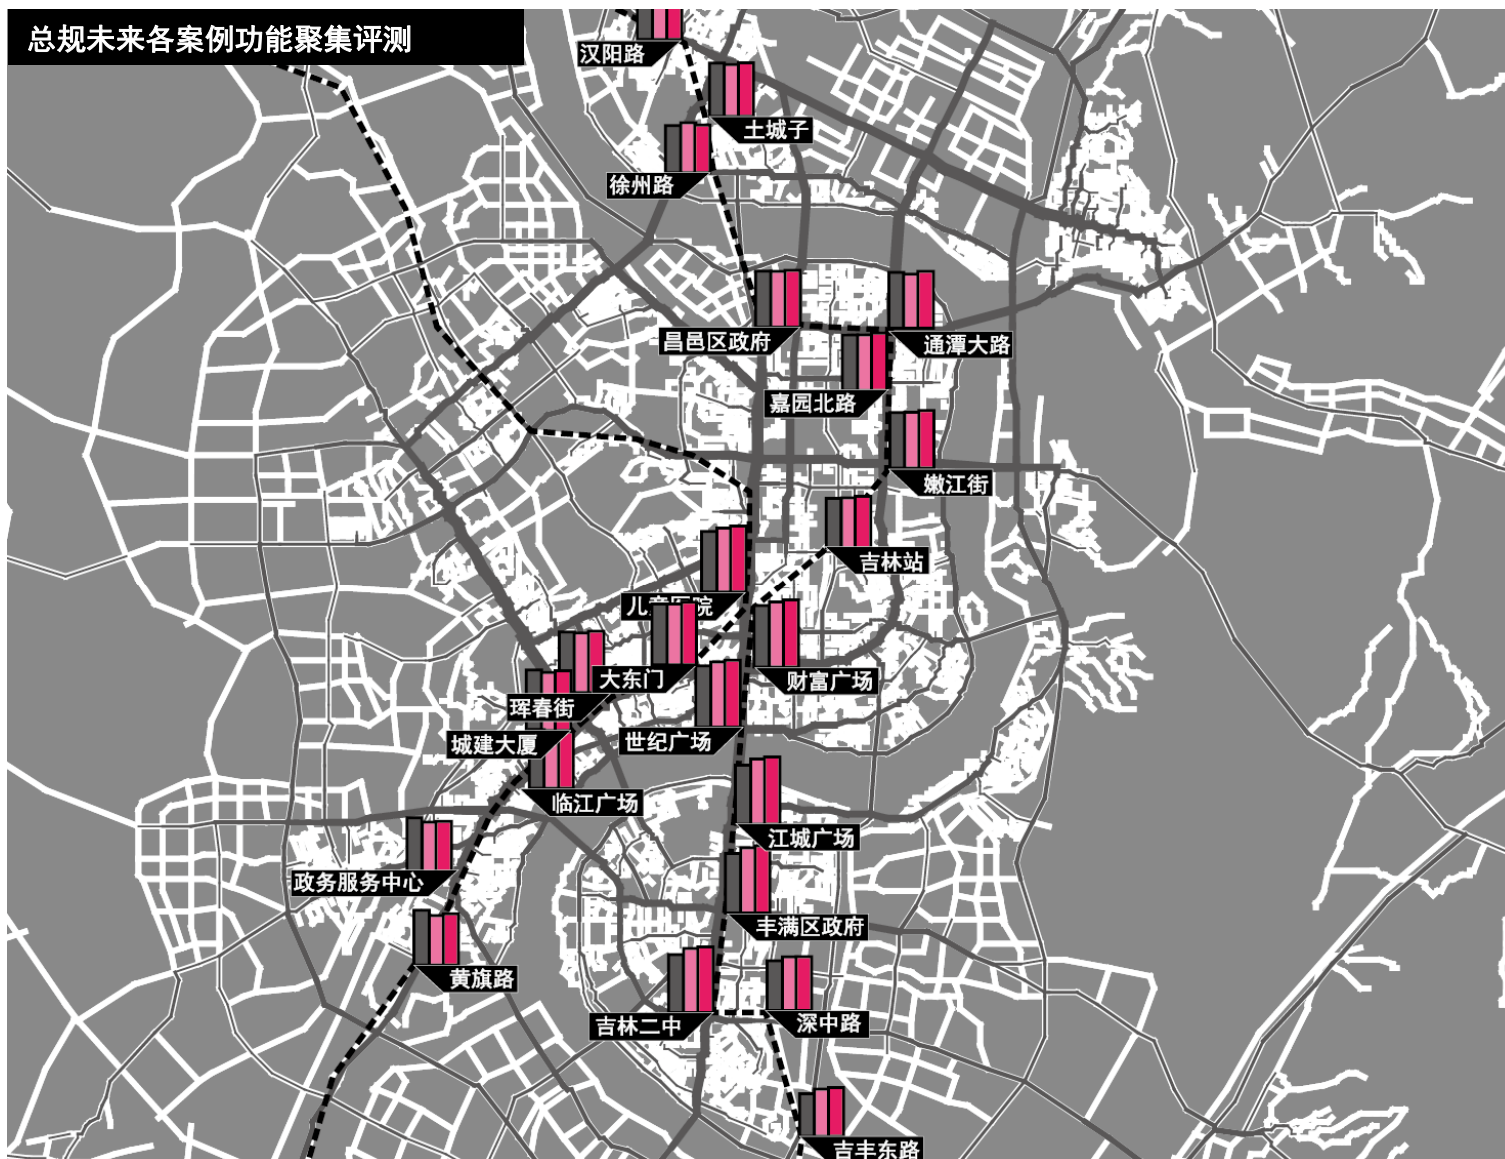 总规未来各案例功能聚集评测
汉阳路
土城子
徐州路
昌邑区政府
通潭大路
嘉园北路
嫩江街
吉林站
儿童医院
大东门
财富广场
珲春街
世纪广场
城建大厦
临江广场
江城广场
政务服务中心
丰满区政府
黄旗路
吉林二中
深中路
吉丰东路